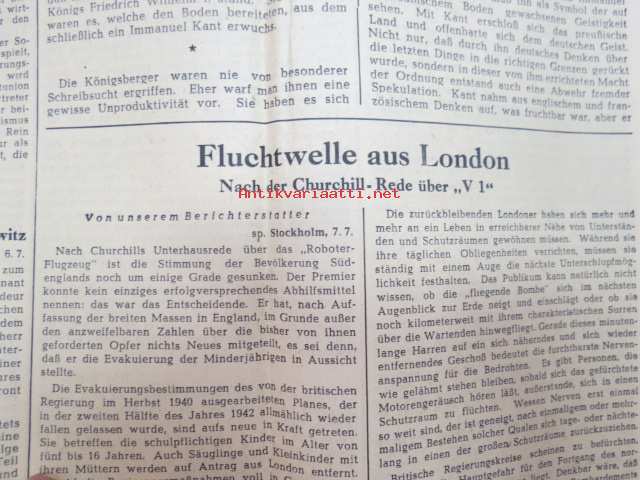 Königs Friedrich Wilhelm I.
waren es, welche den Boden bereiteten, aus dem
schließlich ein Immanuel Kant erwuchs.
*
Die Königsberger waren nie von besonderer
Schreibsucht ergriffen. Eher warf man ihnen eine
gewisse Unproduktivität vor. Sie haben es sich
sehen. Mit Kant erschloß sich das preußische
Land und offenbarte sich dem deutschen Geist.
Nicht nur, daß durch ihn deutsches Denken über
die letzten Dinge in die richtigen Grenzen gerückt
wurde, sondern in dieser von ihm errichteten Macht
der Ordnung entstand auch eine Abwehr fremder
Spekulation. Kant nahm aus englischem und fran-
zösischem Denken auf, was fruchtbar war, aber er
Fluchtwelle aus London
Nach der Churchill-Rede über „V 1"
Antikvariaatti.net
Von unserem Berichterstatter
sp. Stockholm, 7. 7.
Nach Churchills Unterhausrede über das „Roboter-
Flugzeug" ist die Stimmung der Bevölkerung Süd-
englands noch um einige Grade gesunken. Der Premier
konnte kein einziges erfolgversprechendes Abhilfsmittel
nennen: das war das Entscheidende. Er hat, nach Auf-
fassung der breiten Massen in England, im Grunde außer
den anzweifelbaren Zahlen über die bisher von ihnen
geforderten Opfer nichts Neues mitgeteilt, es sei denn,
daß er die Evakuierung der Minderjährigen in Aussicht
stellte.
Die Evakuierungsbestimmungen des von der britischen
Regierung im Herbst 1940 ausgearbeiteten Planes, der
in der zweiten Hälfte des Jahres 1942 allmählich wieder
fallen gelassen wurde, sind aufs neue in Kraft getreten.
Sie betreffen die schulpflichtigen Kinder im Alter von
fünf bis 16 Jahren. Auch Säuglinge und Kleinkinder mit
ihren Müttern werden auf Antrag aus London entfernt.
Die zurückbleibenden Londoner haben sich mehr und
mehr an ein Leben in erreichbarer Nähe von Unterstän-
den und Schutzräumen gewöhnen müssen. Während sie
ihre täglichen Obliegenheiten verrichten, müssen sie
ständig mit einem Auge die nächste Unterschlupfmög-
lichkeit festhalten. Das Publikum kann natürlich nicht
wissen, ob die „fliegende Bombe" sich im nächsten
Augenblick zur Erde neigt und einschlägt oder ob sie
noch kilometerweit mit ihrem charakteristischen Surren
über die Wartenden hinwegfliegt. Gerade dieses minuten-
lange Harren auf ein sich näherndes und sich wieder
entfernendes Geschoß bedeutet die furchtbarste Nerven-
anspannung für die Bedrohten. Es gibt Personen, die
wie gelähmt stehen bleiben, sobald sich das gefürchtete
Motorengeräusch hören läßt, außerstande, sich in einen
Schutzraum zu flüchten. Wessen Nerven erst einmal
so weit sind, der ist geneigt, nach einmaligem oder mehr-
maligem Bestehen solcher Qualen sich tage- oder nächte-
lang in einen der großen Schutzräume zurückzuziehen.
Britische Regierungskreise scheinen zu befürchten,